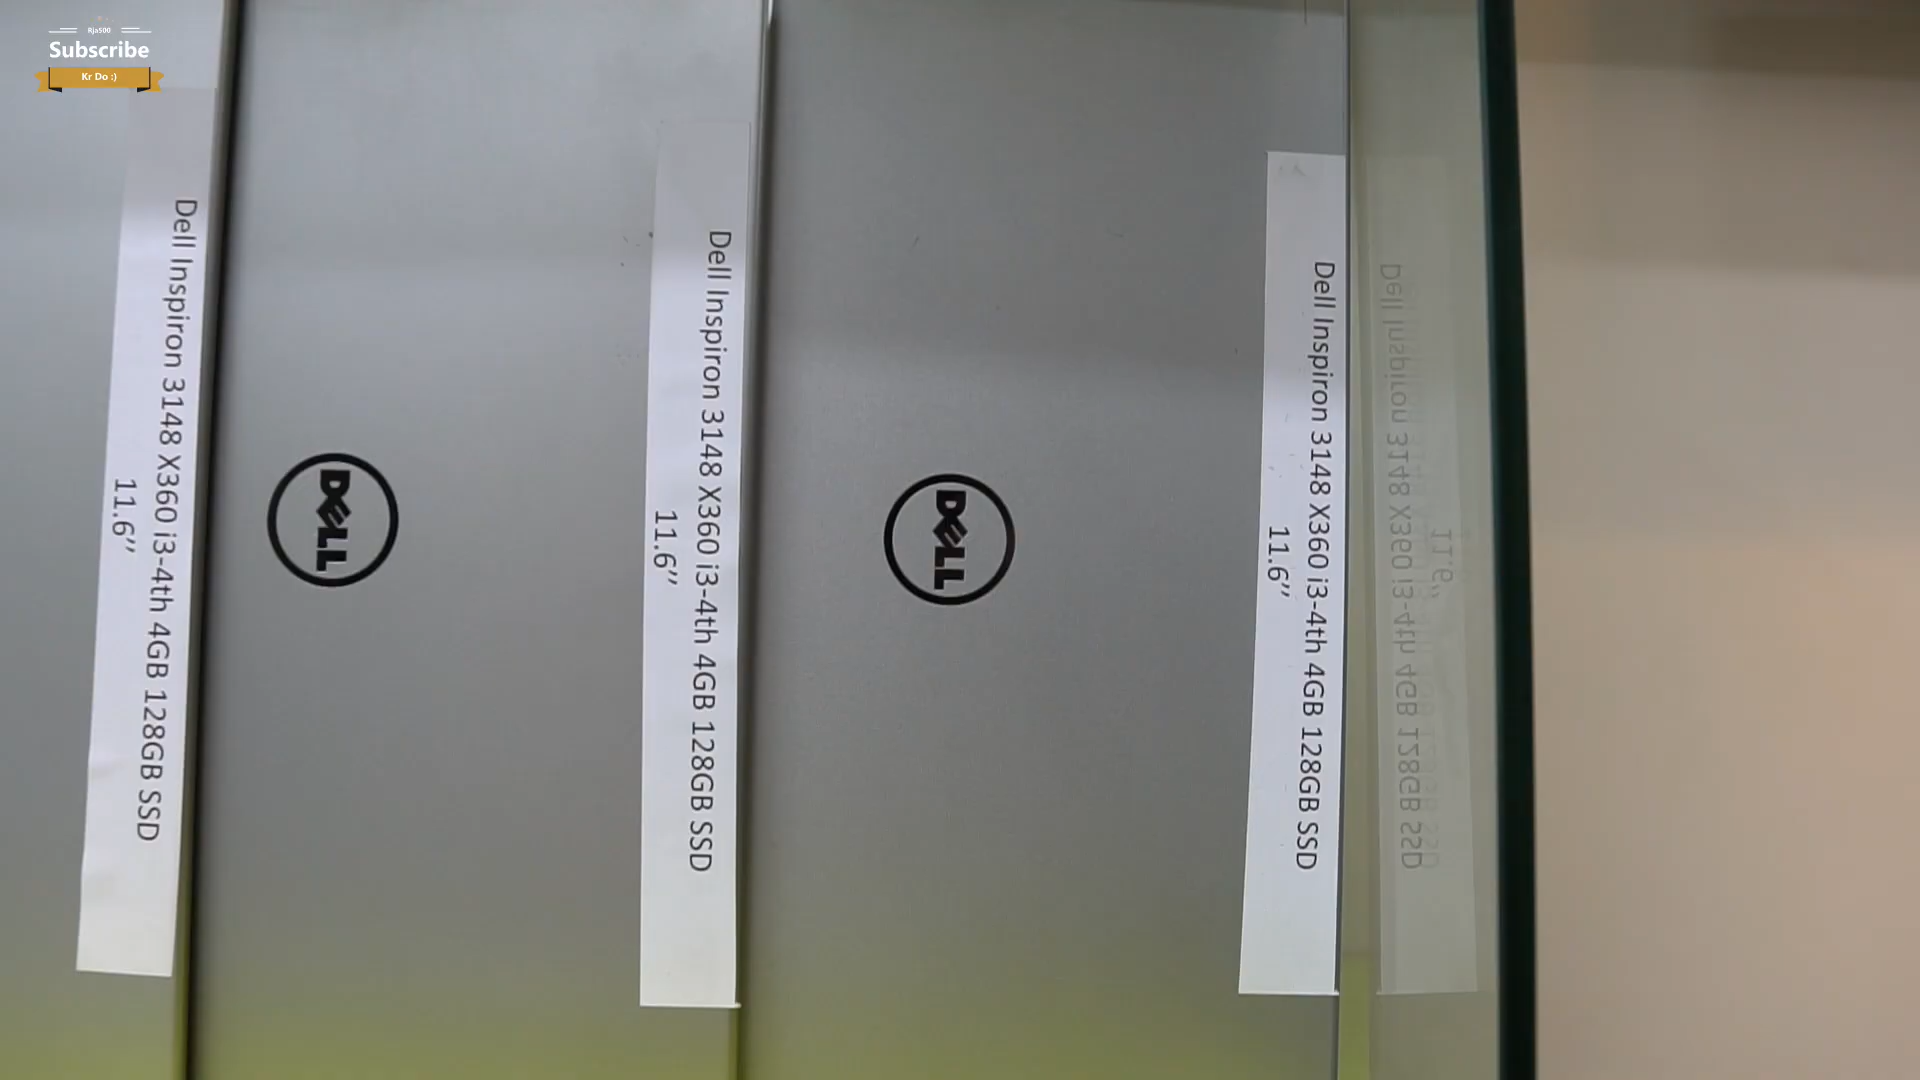 Rja500
Subscribe
Kr Do :)
Dell Inspiron 3148 X360 i3-4th 4GB 128GB SSD
11.6’’
DELL
Dell Inspiron 3148 X360 i3-4th 4GB 128GB SSD
11.6’’
DELL
Dell Inspiron 3148 X360 i3-4th 4GB 128GB SSD
11.6’’